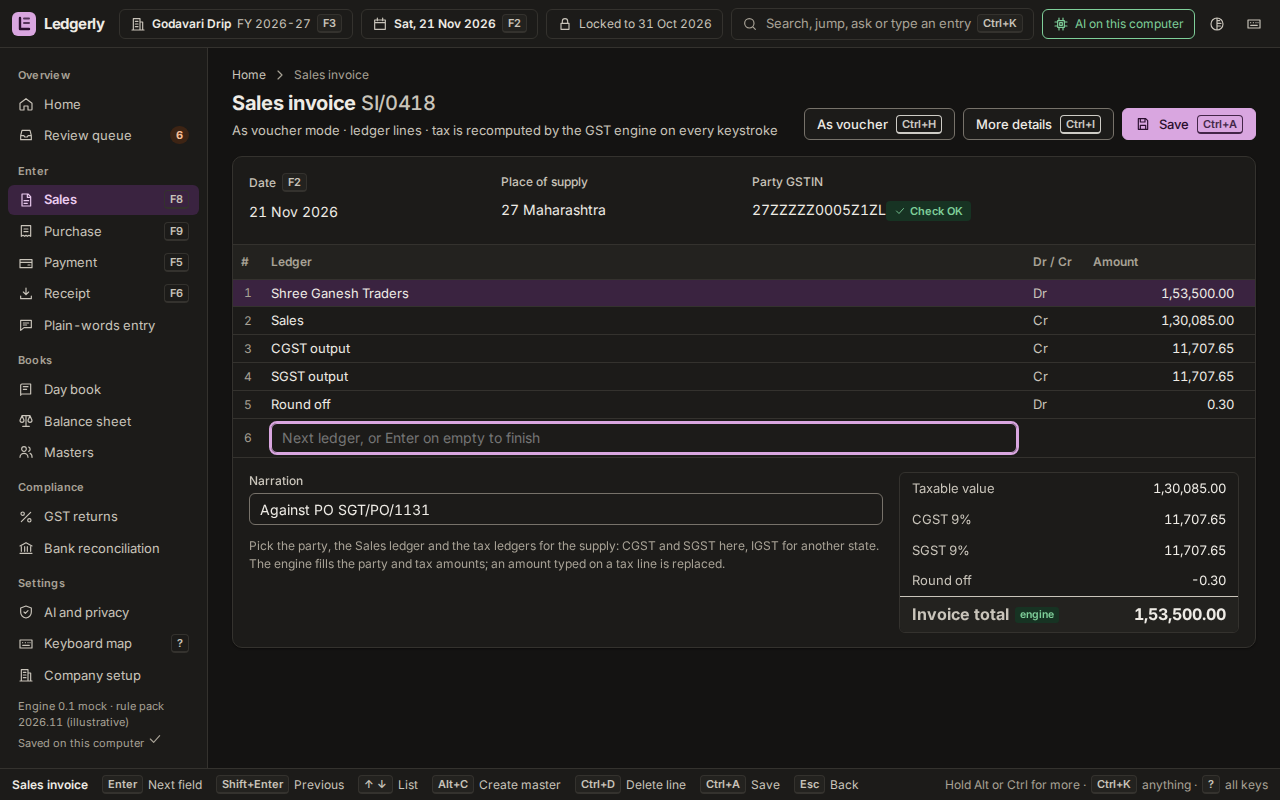 Ledgerly
Godavari Drip FY 2026-27 F3
Sat, 21 Nov 2026 F2
Locked to 31 Oct 2026
Search, jump, ask or type an entry Ctrl+K
AI on this computer
Overview
Home
Review queue 6
Enter
Sales F8
Purchase F9
Payment F5
Receipt F6
Plain-words entry
Books
Day book
Balance sheet
Masters
Compliance
GST returns
Bank reconciliation
Settings
AI and privacy
Keyboard map ?
Company setup
Engine 0.1 mock · rule pack
2026.11 (illustrative)
Saved on this computer
Home > Sales invoice
Sales invoice SI/0418
As voucher mode · ledger lines · tax is recomputed by the GST engine on every keystroke
As voucher Ctrl+H
More details Ctrl+I
Save Ctrl+A
Date F2 Place of supply Party GSTIN
21 Nov 2026 27 Maharashtra 27ZZZZZ0005Z1ZL Check OK
# Ledger Dr / Cr Amount
1 Shree Ganesh Traders Dr 1,53,500.00
2 Sales Cr 1,30,085.00
3 CGST output Cr 11,707.65
4 SGST output Cr 11,707.65
5 Round off Dr 0.30
6 Next ledger, or Enter on empty to finish
Narration
Against PO SGT/PO/1131
Pick the party, the Sales ledger and the tax ledgers for the supply: CGST and SGST here, IGST for another state.
The engine fills the party and tax amounts; an amount typed on a tax line is replaced.
Taxable value 1,30,085.00
CGST 9% 11,707.65
SGST 9% 11,707.65
Round off -0.30
Invoice total engine 1,53,500.00
Sales invoice Enter Next field Shift+Enter Previous ↑↓ List Alt+C Create master Ctrl+D Delete line Ctrl+A Save Esc Back Hold Alt or Ctrl for more · Ctrl+K anything · ? all keys